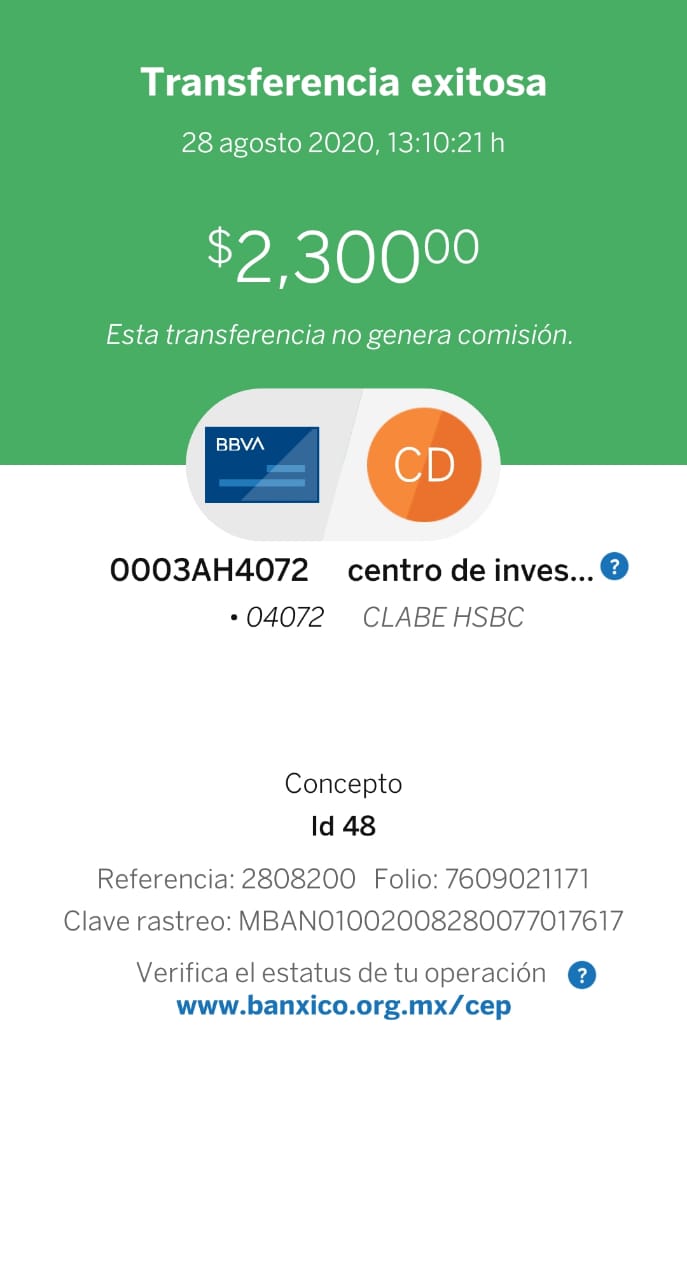 Transferencia exitosa
28 agosto 2020, 13:10:21 h
$2,30000
Esta transferencia no genera comisión.
BBVA
CD
0003AH4072 centro de inves... ?
• 04072 CLABE HSBC
Concepto
Id 48
Referencia: 2808200 Folio: 7609021171
Clave rastreo: MBAN01002008280077017617
Verifica el estatus de tu operación ?
www.banxico.org.mx/cep